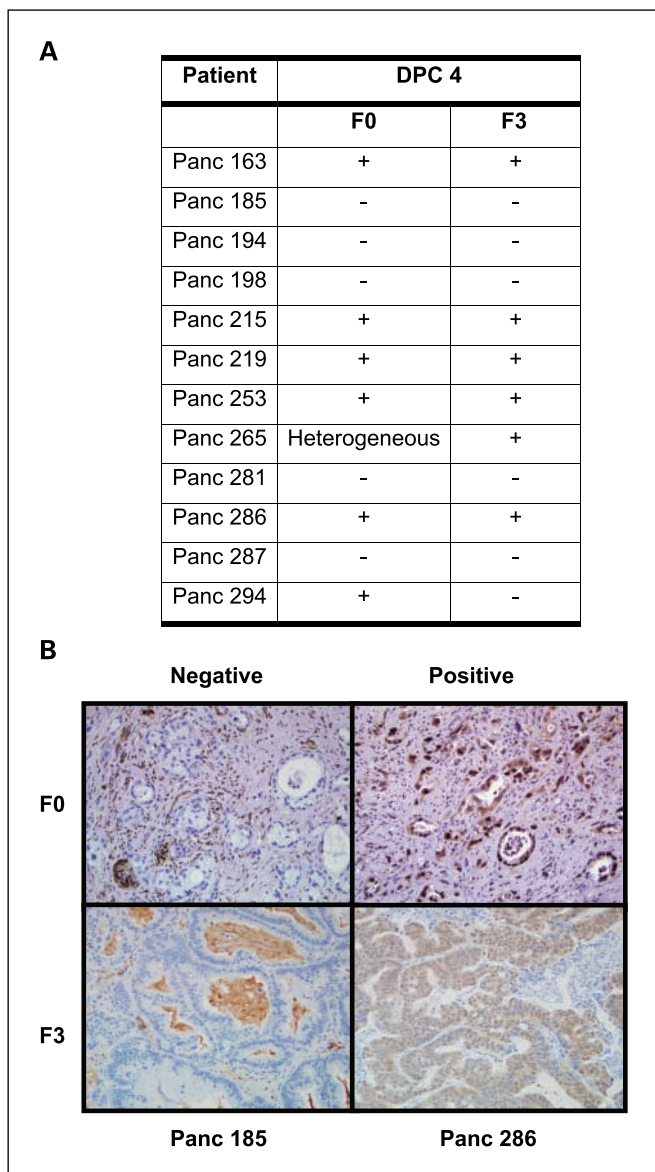 A
Patient DPC 4
F0 F3
Panc 163 + +
Panc 185 - -
Panc 194 - -
Panc 198 - -
Panc 215 + +
Panc 219 + +
Panc 253 + +
Panc 265 Heterogeneous +
Panc 281 - -
Panc 286 + +
Panc 287 - -
Panc 294 + -
B
Negative Positive
F0
F3
Panc 185 Panc 286